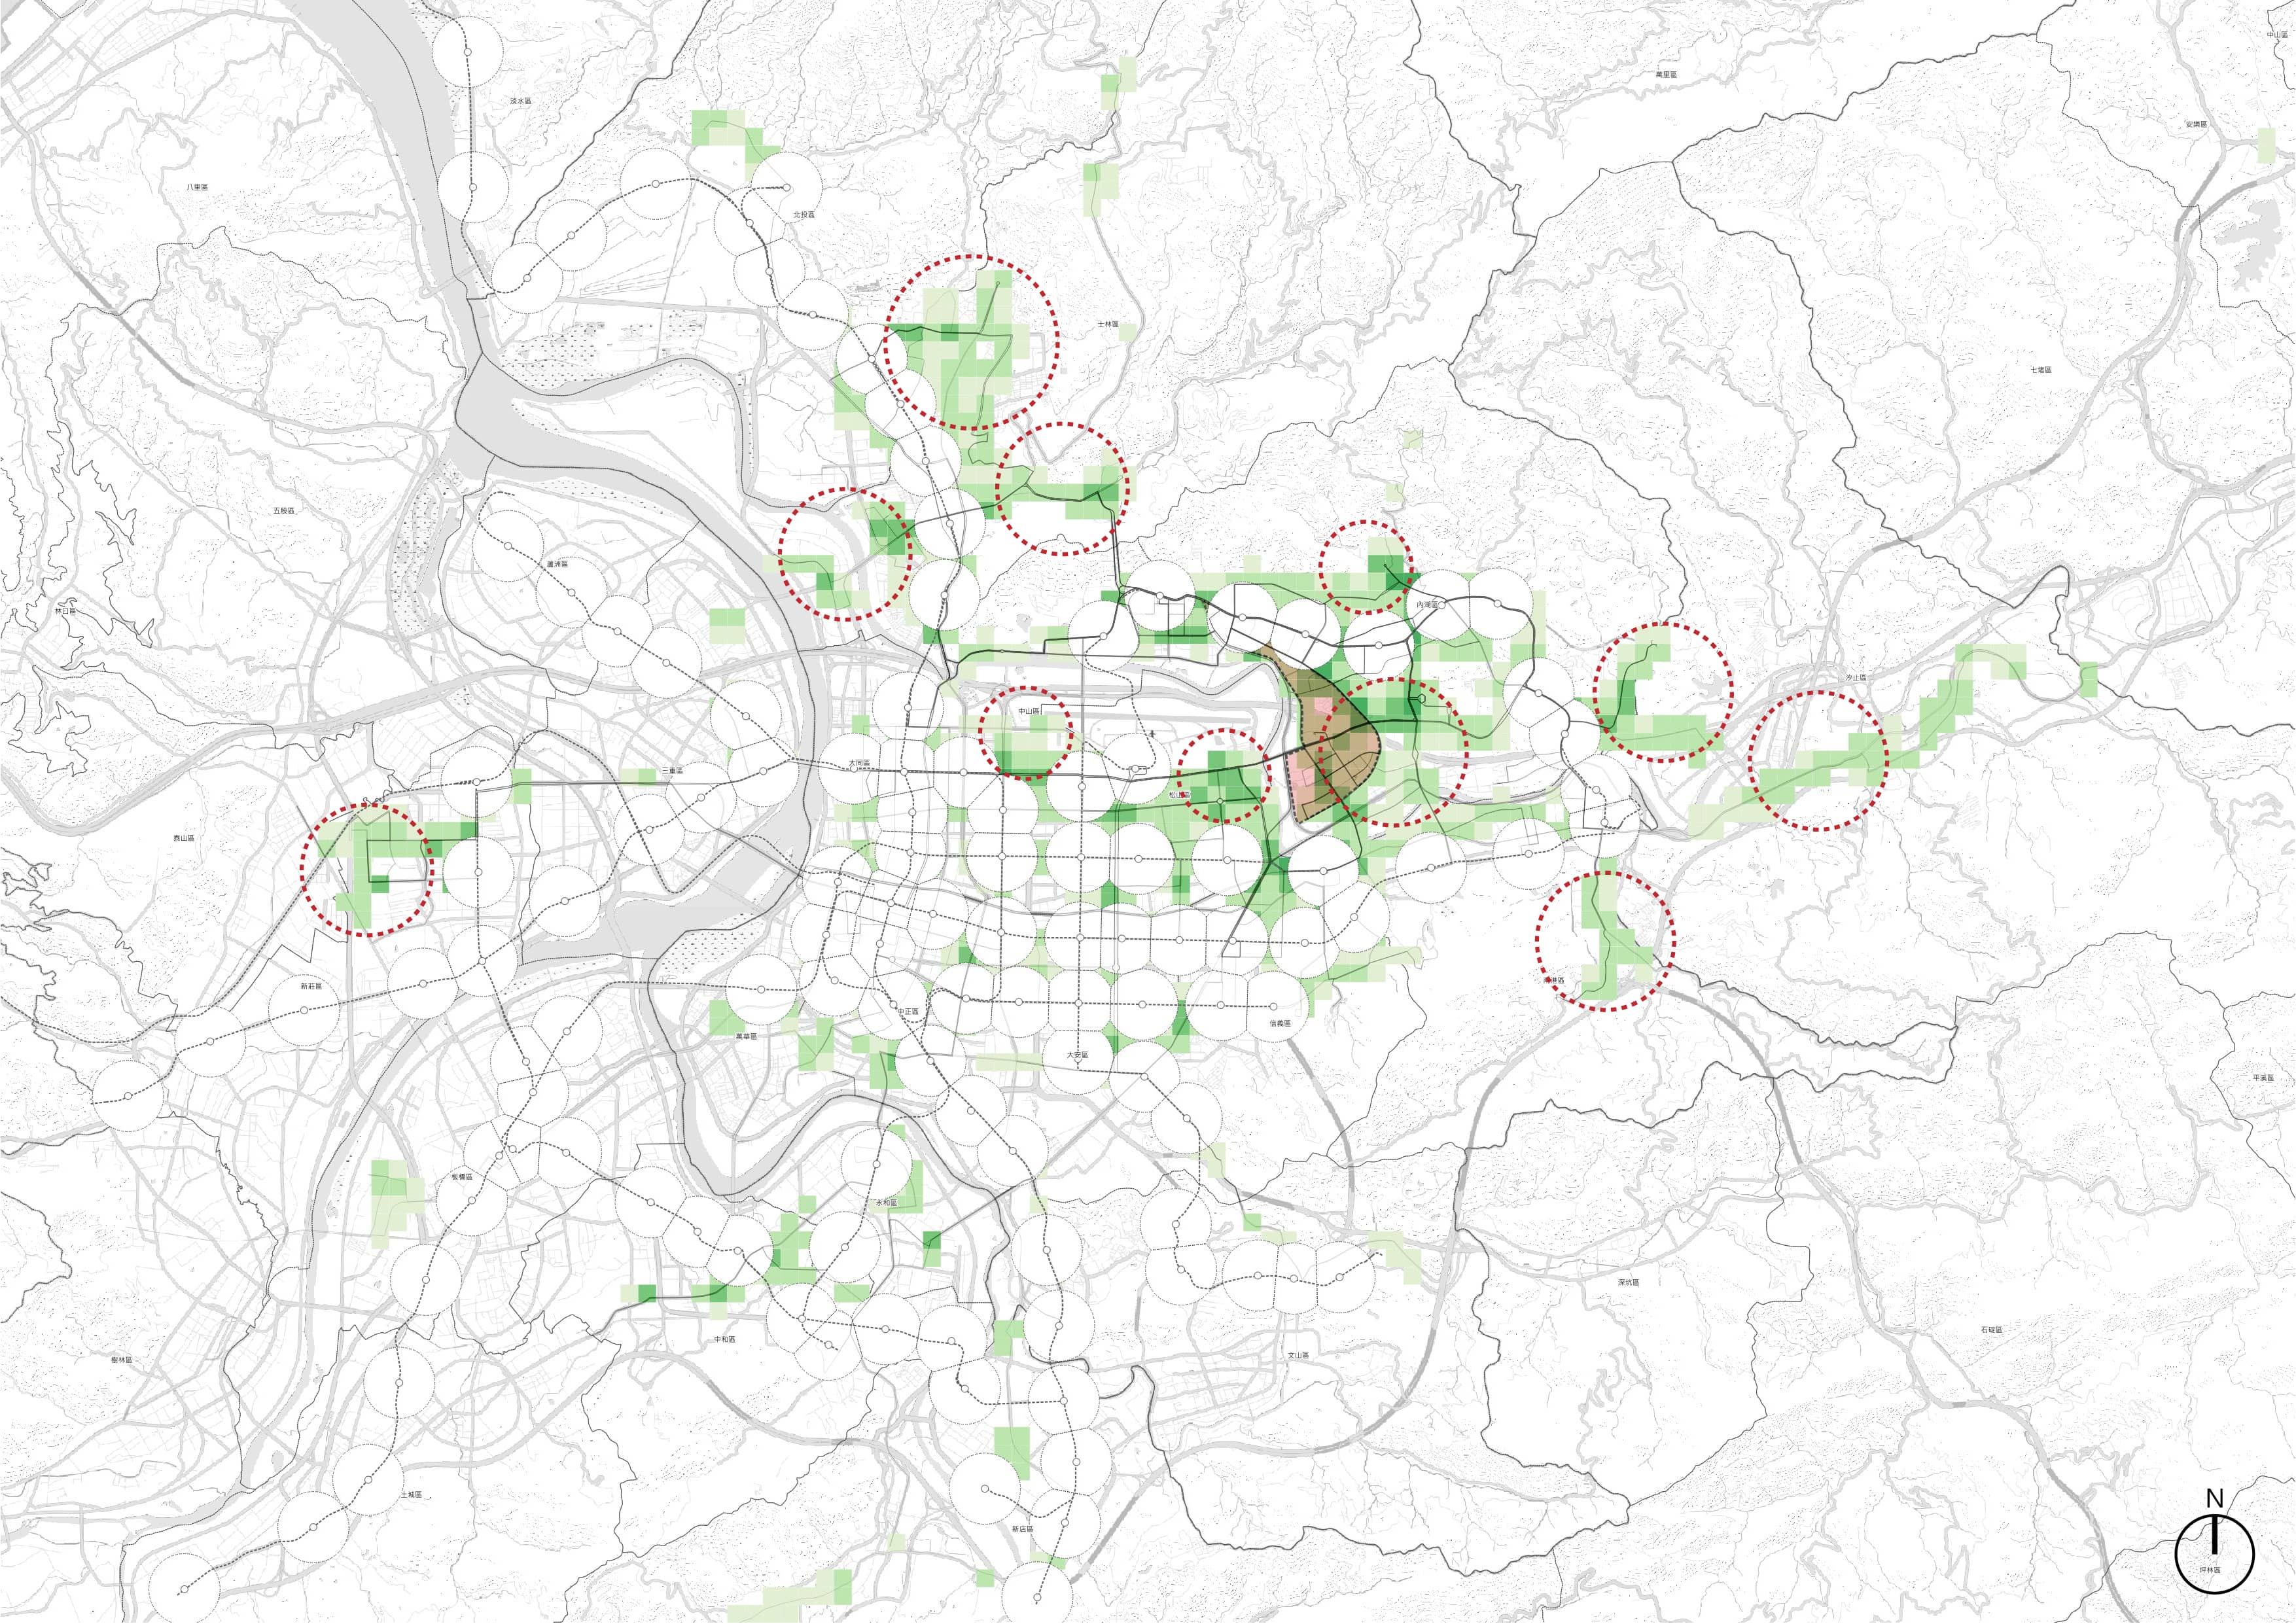 中山區
萬里區
淡水區
安樂區
八里區
北投區
士林區
七堵區
五股區
蘆洲區
內湖區
林口區
汐止區
中山區
大同區
三重區
松山區
泰山區
新莊區
中正區
信義區
萬華區
大安區
平溪區
板橋區
永和區
深坑區
石碇區
中和區
文山區
樹林區
土城區
新店區
N
坪林區